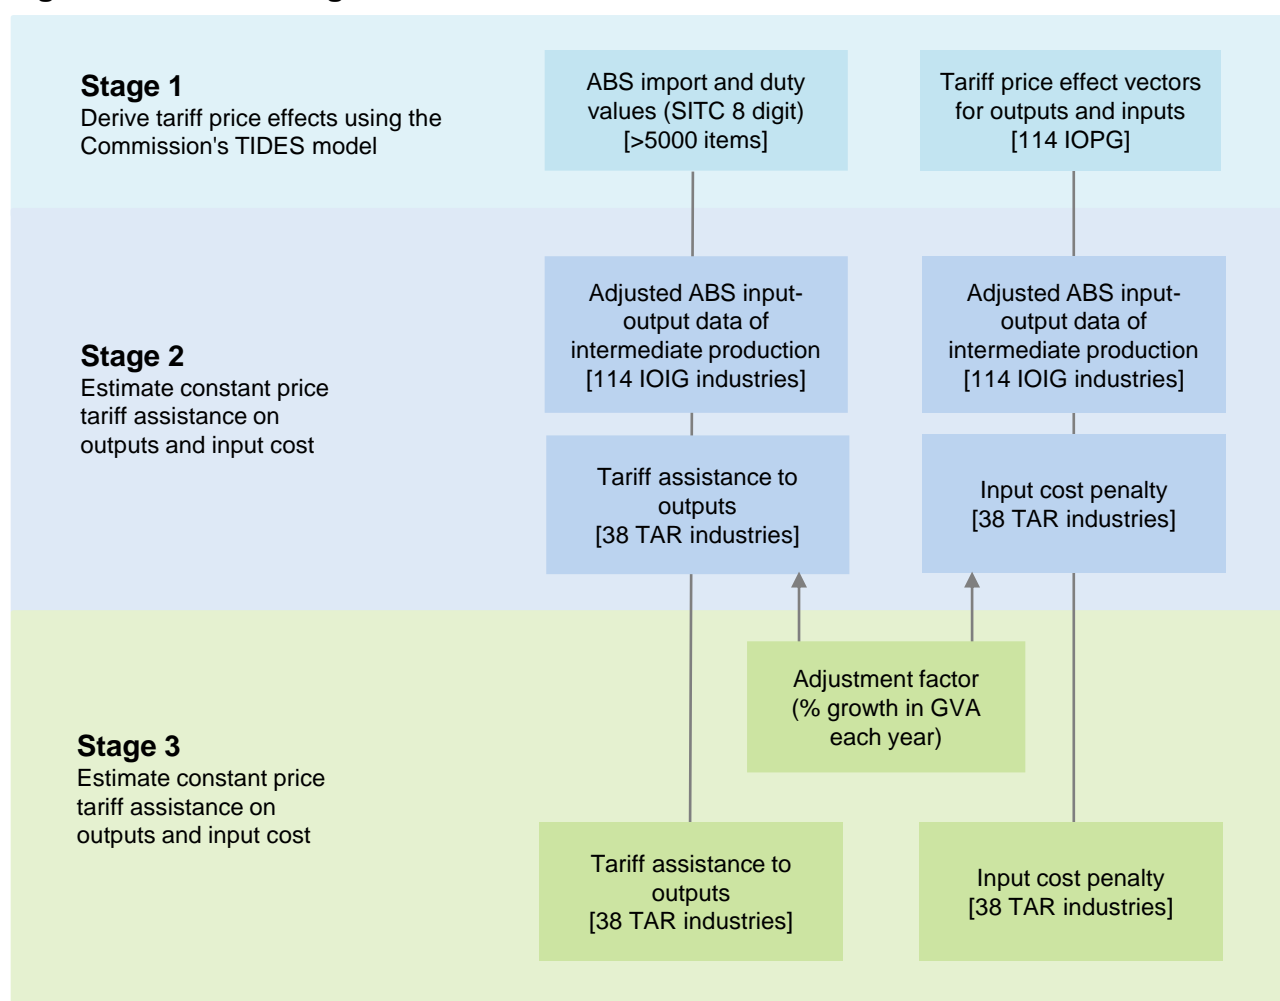 Stage 1
Derive tariff price effects using the
Commission's TIDES model
ABS import and duty
values (SITC 8 digit)
[>5000 items]
Tariff price effect vectors
for outputs and inputs
[114 IOPG]
Stage 2
Estimate constant price
tariff assistance on
outputs and input cost
Adjusted ABS input-
output data of
intermediate production
[114 IOIG industries]
Adjusted ABS input-
output data of
intermediate production
[114 IOIG industries]
Tariff assistance to
outputs
[38 TAR industries]
Input cost penalty
[38 TAR industries]
Adjustment factor
(% growth in GVA
each year)
Stage 3
Estimate constant price
tariff assistance on
outputs and input cost
Tariff assistance to
outputs
[38 TAR industries]
Input cost penalty
[38 TAR industries]